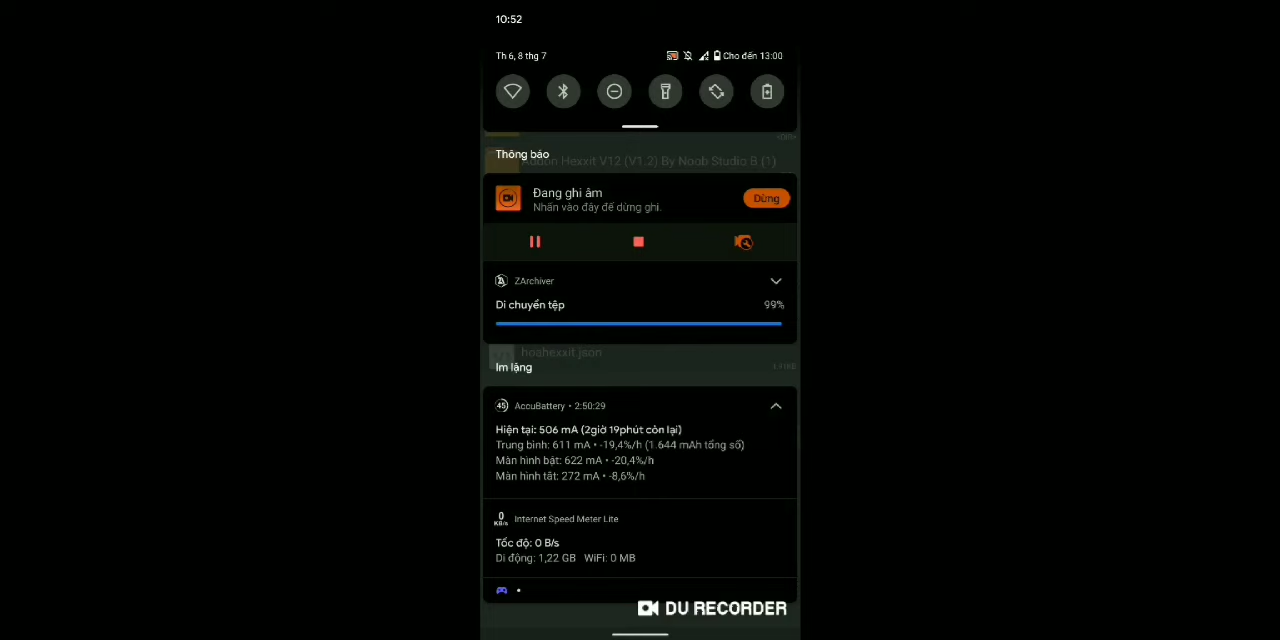 10:52
Th 6, 8 thg 7
Cho đến 13:00
Thông báo
Addon Hexxit V12 (V1.2) By Noob Studio B (1)
Đang ghi âm
Dừng
Nhấn vào đây để dừng ghi.
ZArchiver
Di chuyển tệp
99%
hoahexxit.json
Im lặng
45
AccuBattery • 2:50:29
Hiện tại: 506 mA (2giờ 19phút còn lại)
Trung bình: 611 mA • -19,4%/h (1.644 mAh tổng số)
Màn hình bật: 622 mA • -20,4%/h
Màn hình tắt: 272 mA • -8,6%/h
0 KB/s
Internet Speed Meter Lite
Tốc độ: 0 B/s
Di động: 1,22 GB WiFi: 0 MB
DU RECORDER